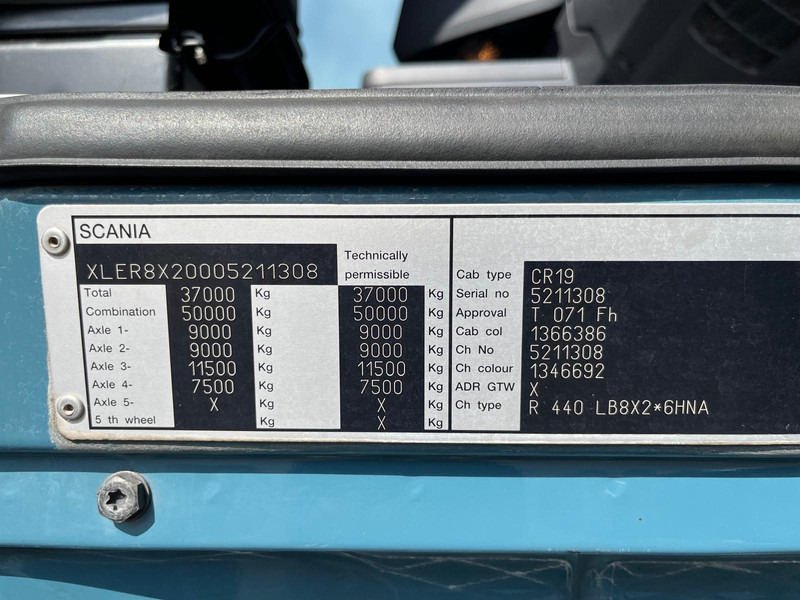 SCANIA
XLER8X20005211308
Technically
permissible
Total 37000 Kg 37000 Kg
Combination 50000 Kg 50000 Kg
Axle 1- 9000 Kg 9000 Kg
Axle 2- 9000 Kg 9000 Kg
Axle 3- 11500 Kg 11500 Kg
Axle 4- 7500 Kg 7500 Kg
Axle 5- X Kg X Kg
5 th wheel Kg X Kg
Cab type CR19
Serial no 5211308
Approval T 071 Fh
Cab col 1366386
Ch No 5211308
Ch colour 1346692
ADR GTW X
Ch type R 440 LB8X2*6HNA